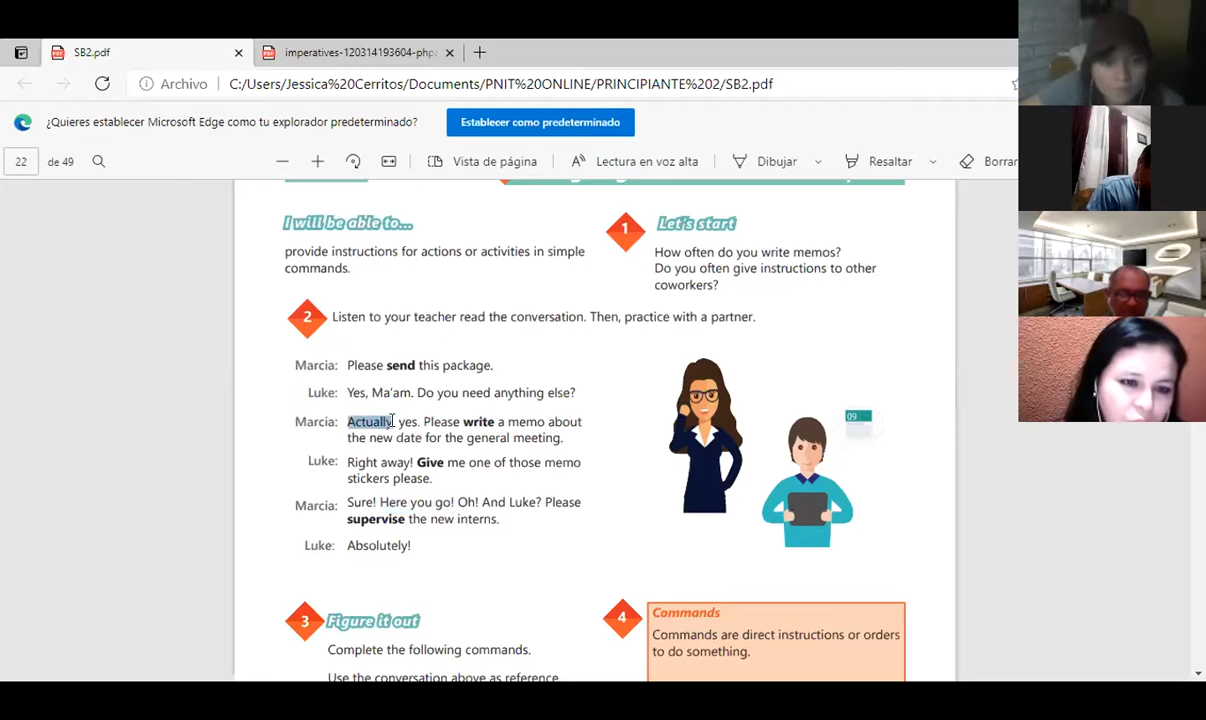 SB2.pdf
imperatives-120314193604-php
Archivo
C:/Users/Jessica%20Cerritos/Documents/PNIT%20ONLINE/PRINCIPIANTE%202/SB2.pdf
¿Quieres establecer Microsoft Edge como tu explorador predeterminado?
Establecer como predeterminado
22 de 49
Vista de página
Lectura en voz alta
Dibujar
Resaltar
Borrar
I will be able to...
provide instructions for actions or activities in simple
commands.
1 Let's start
How often do you write memos?
Do you often give instructions to other
coworkers?
2 Listen to your teacher read the conversation. Then, practice with a partner.
Marcia: Please send this package.
Luke: Yes, Ma'am. Do you need anything else?
Marcia: Actually, yes. Please write a memo about
the new date for the general meeting.
Luke: Right away! Give me one of those memo
stickers please.
Marcia: Sure! Here you go! Oh! And Luke? Please
supervise the new interns.
Luke: Absolutely!
09
3 Figure it out
Complete the following commands.
Use the conversation above as reference
4 Commands
Commands are direct instructions or orders
to do something.